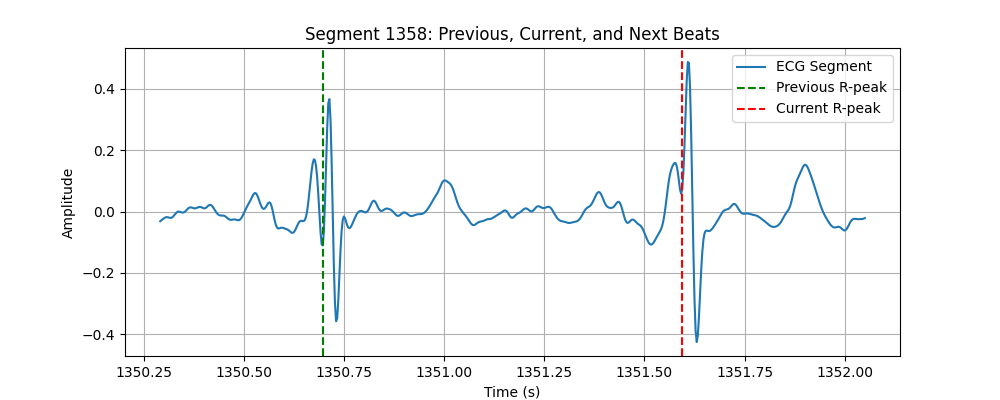 Segment 1358: Previous, Current, and Next Beats
ECG Segment
Previous R-peak
Current R-peak
Amplitude
0.4
0.2
0.0
−0.2
−0.4
1350.25 1350.50 1350.75 1351.00 1351.25 1351.50 1351.75 1352.00
Time (s)